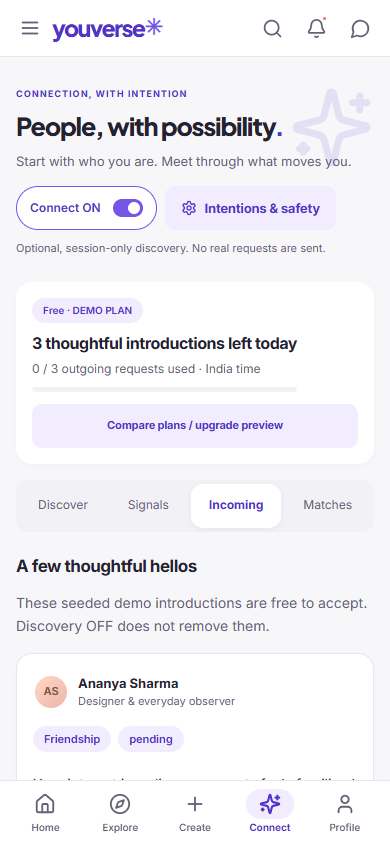 youverse
CONNECTION, WITH INTENTION
People, with possibility.
Start with who you are. Meet through what moves you.
Connect ON
Intentions & safety
Optional, session-only discovery. No real requests are sent.
Free · DEMO PLAN
3 thoughtful introductions left today
0 / 3 outgoing requests used · India time
Compare plans / upgrade preview
Discover Signals Incoming Matches
A few thoughtful hellos
These seeded demo introductions are free to accept.
Discovery OFF does not remove them.
AS
Ananya Sharma
Designer & everyday observer
Friendship pending
Home Explore Create Connect Profile